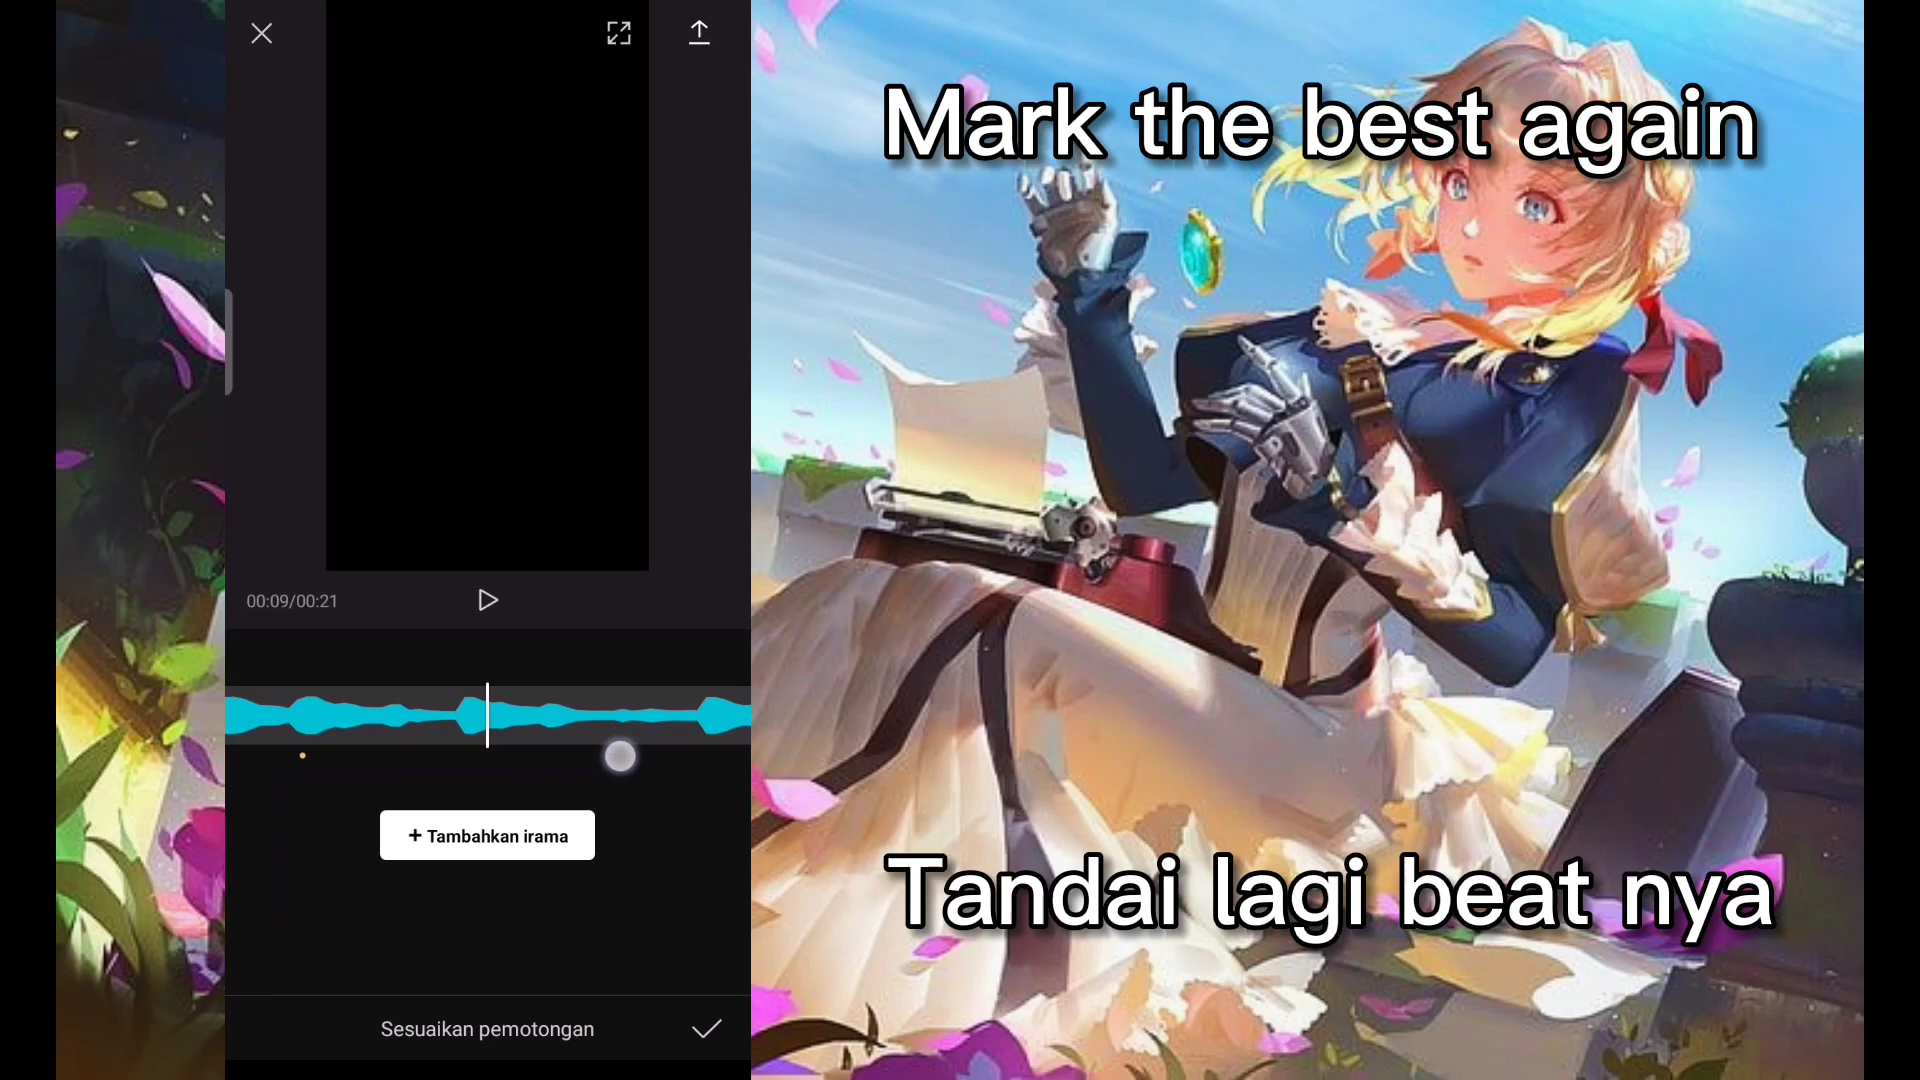 Mark the best again
00:09/00:21
+ Tambahkan irama
Tandai lagi beat nya
Sesuaikan pemotongan